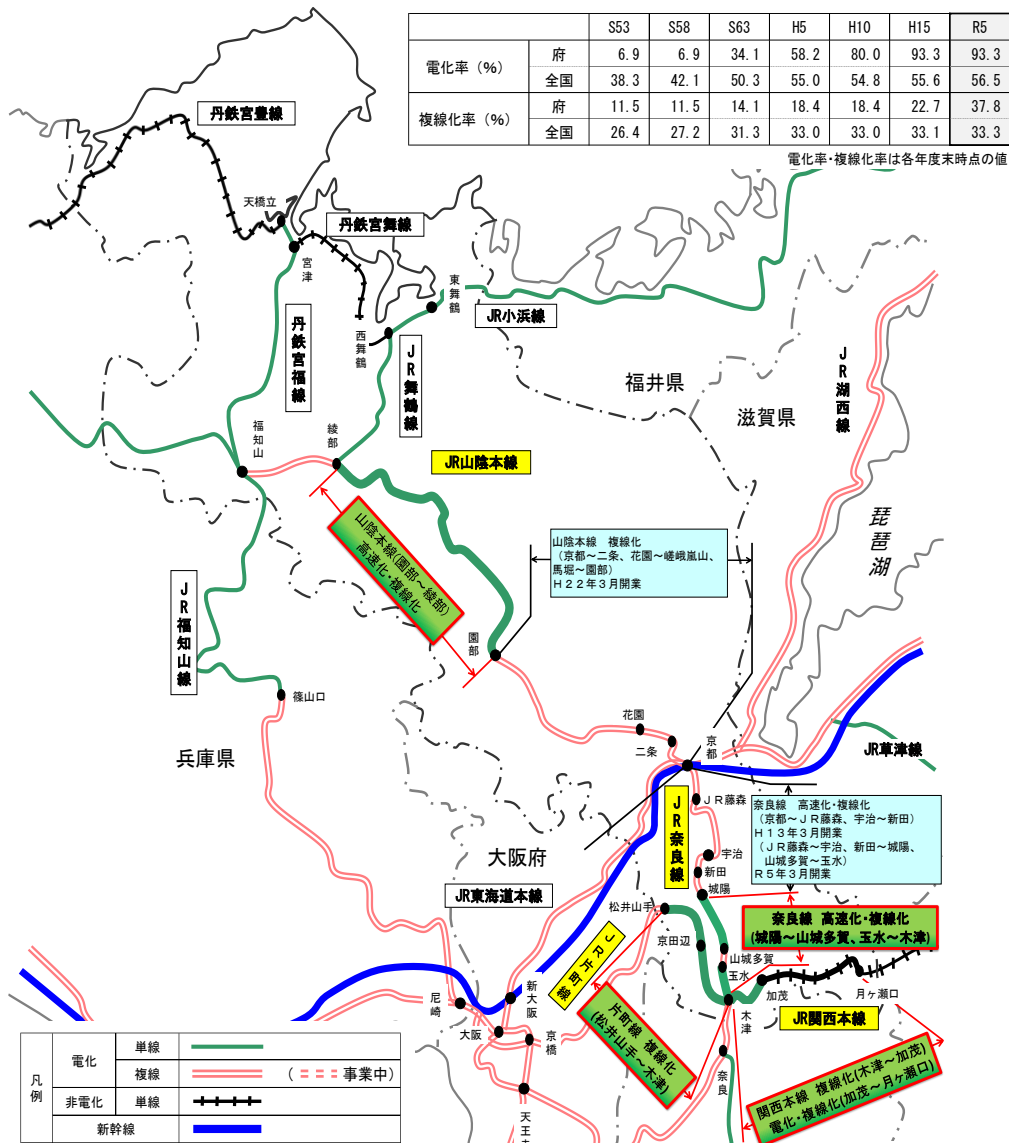 S53 S58 S63 H5 H10 H15 R5
電化率（%） 府 6.9 6.9 34.1 58.2 80.0 93.3 93.3
全国 38.3 42.1 50.3 55.0 54.8 55.6 56.5
複線化率（%） 府 11.5 11.5 14.1 18.4 18.4 22.7 37.8
全国 26.4 27.2 31.3 33.0 33.0 33.1 33.3
電化率・複線化率は各年度末時点の値
丹鉄宮豊線
天橋立
丹鉄宮舞線
宮津
東舞鶴
JR小浜線
西舞鶴
丹鉄宮福線
JR舞鶴線
福井県
滋賀県
JR湖西線
福知山
綾部
JR山陰本線
琵琶湖
山陰本線(園部～綾部)
高速化・複線化
山陰本線　複線化
（京都～二条、花園～嵯峨嵐山、
馬堀～園部）
Ｈ２２年３月開業
園部
JR福知山線
篠山口
兵庫県
花園
二条
京都
JR草津線
JR奈良線
ＪＲ藤森
奈良線　高速化・複線化
（京都～ＪＲ藤森、宇治～新田）
Ｈ１３年３月開業
（ＪＲ藤森～宇治、新田～城陽、
山城多賀～玉水）
Ｒ５年３月開業
宇治
新田
城陽
大阪府
JR東海道本線
松井山手
奈良線 高速化・複線化
(城陽～山城多賀、玉水～木津)
JR片町線
京田辺
山城多賀
玉水
加茂
月ヶ瀬口
JR関西本線
木津
片町線 複線化
(松井山手～木津)
尼崎
新大阪
大阪
京橋
奈良
関西本線 複線化(木津～加茂)
電化・複線化(加茂～月ヶ瀬口)
凡例
電化 単線
複線 （ 事業中）
非電化 単線
新幹線